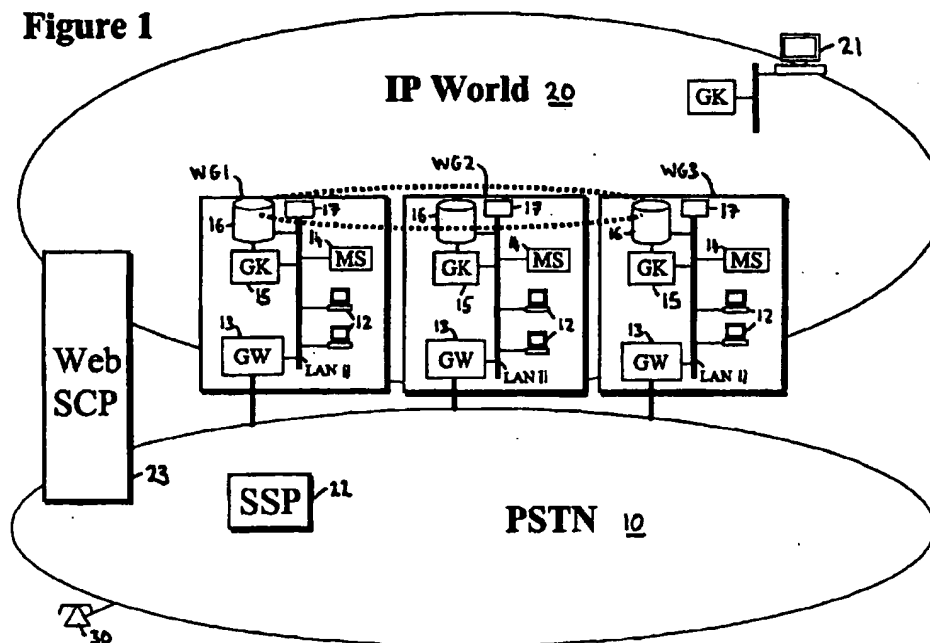 Figure 1
21
IP World 20
GK
WG1
WG2
WG3
17
17
17
16
16
16
14
MS
4
MS
14
MS
GK
GK
GK
15
15
15
12
12
12
13
GW
13
GW
13
GW
LAN 11
LAN 11
LAN 11
Web
SCP
23
SSP
22
PSTN 10
30